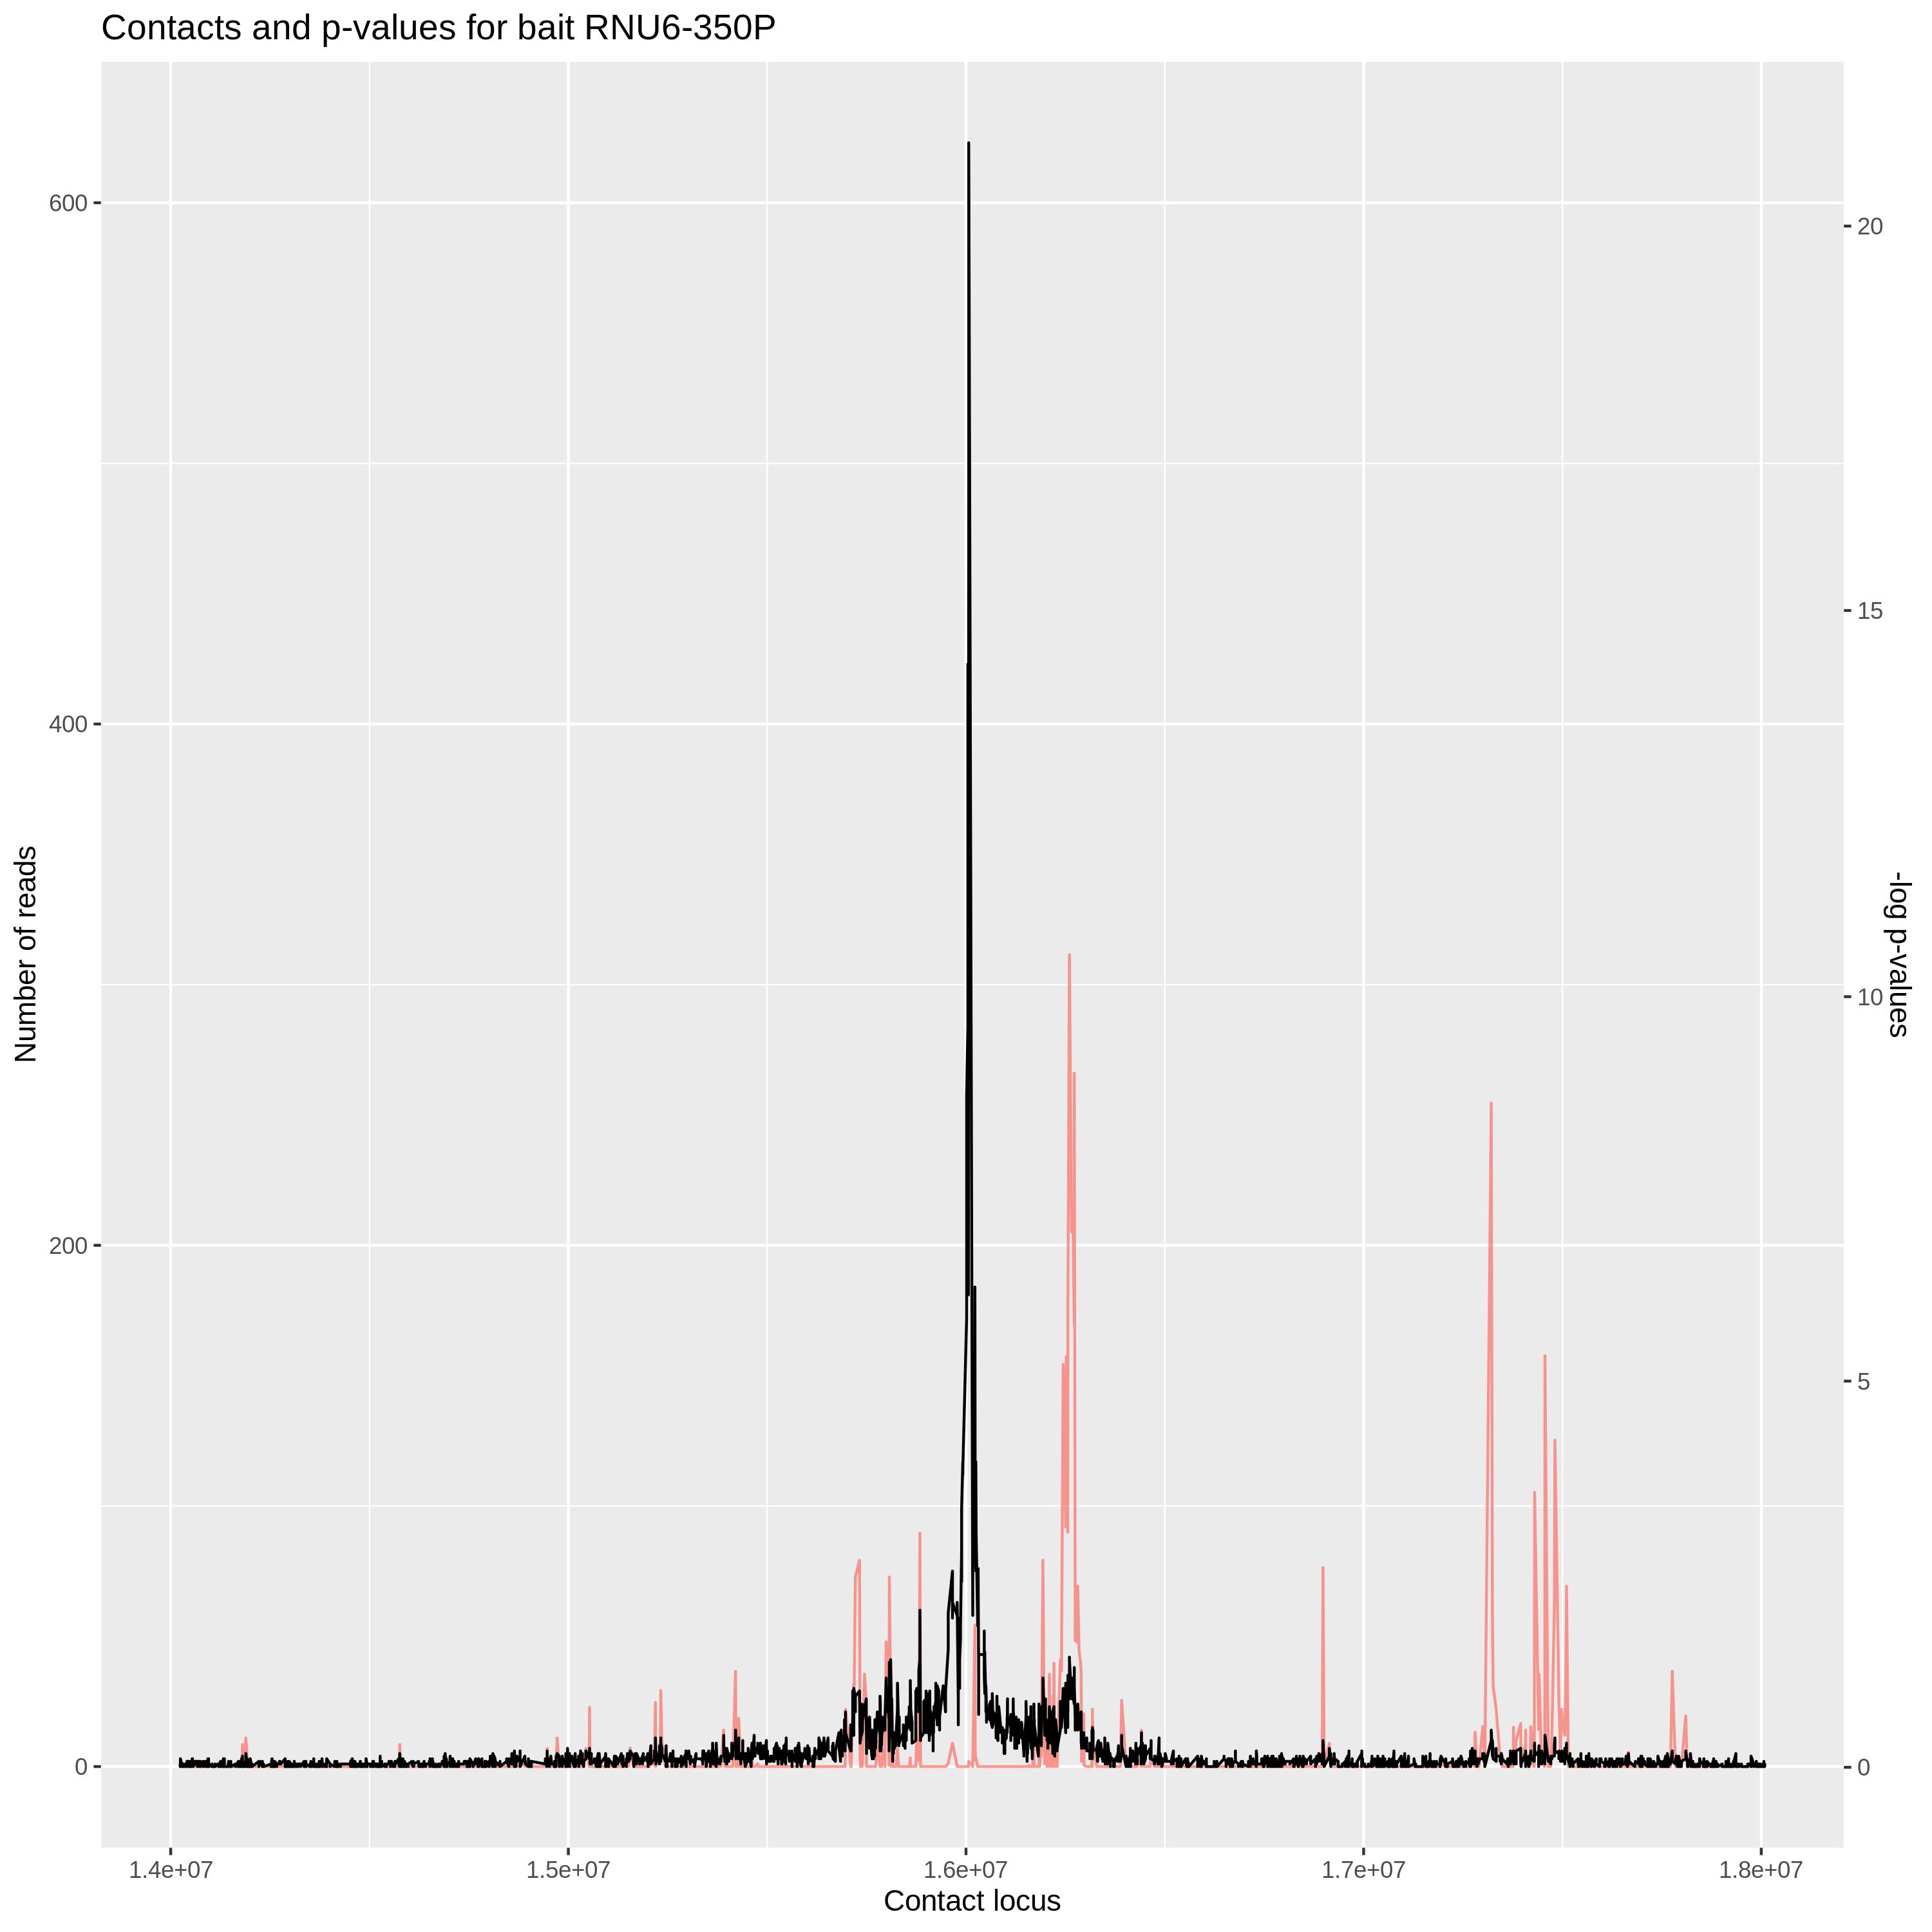 Contacts and p-values for bait RNU6-350P
600
400
200
0
Number of reads
20
15
10
5
0
-log p-values
1.4e+07
1.5e+07
1.6e+07
1.7e+07
1.8e+07
Contact locus